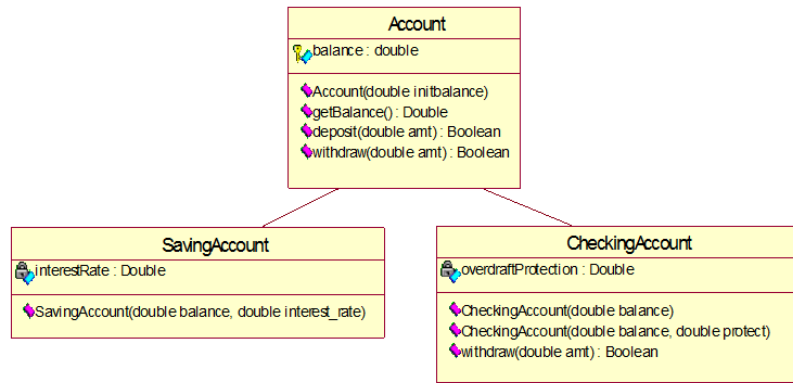 Account
balance : double
Account(double initbalance)
getBalance() : Double
deposit(double amt) : Boolean
withdraw(double amt) : Boolean
SavingAccount
interestRate : Double
SavingAccount(double balance, double interest_rate)
CheckingAccount
overdraftProtection : Double
CheckingAccount(double balance)
CheckingAccount(double balance, double protect)
withdraw(double amt) : Boolean